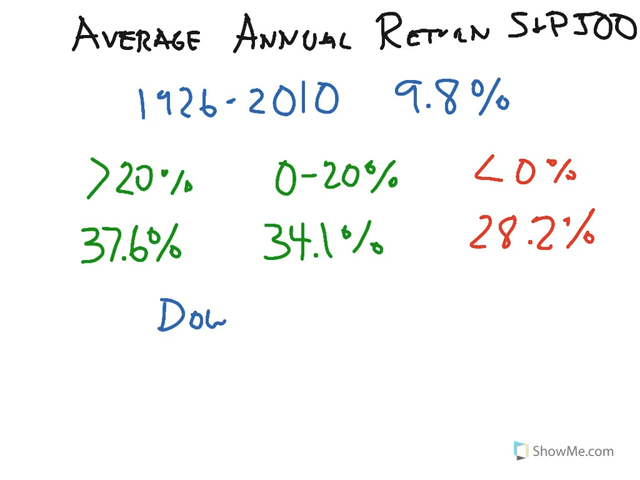 AVERAGE ANNUAL RETURN S&P 500
1926-2010 9.8%
>20% 0-20% <0%
37.6% 34.1% 28.2%
Dow
ShowMe.com